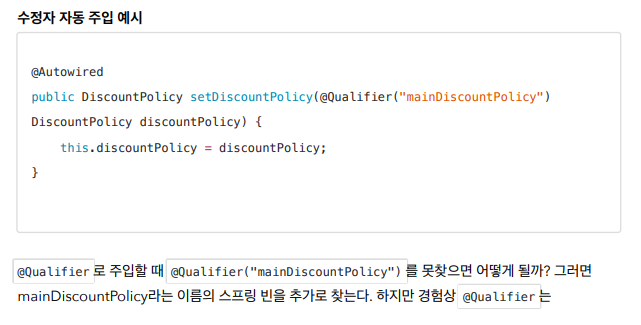 수정자 자동 주입 예시
@Autowired
public DiscountPolicy setDiscountPolicy(@Qualifier("mainDiscountPolicy")
DiscountPolicy discountPolicy) {
    this.discountPolicy = discountPolicy;
}
@Qualifier 로 주입할 때 @Qualifier("mainDiscountPolicy") 를 못찾으면 어떻게 될까? 그러면
mainDiscountPolicy라는 이름의 스프링 빈을 추가로 찾는다. 하지만 경험상 @Qualifier 는